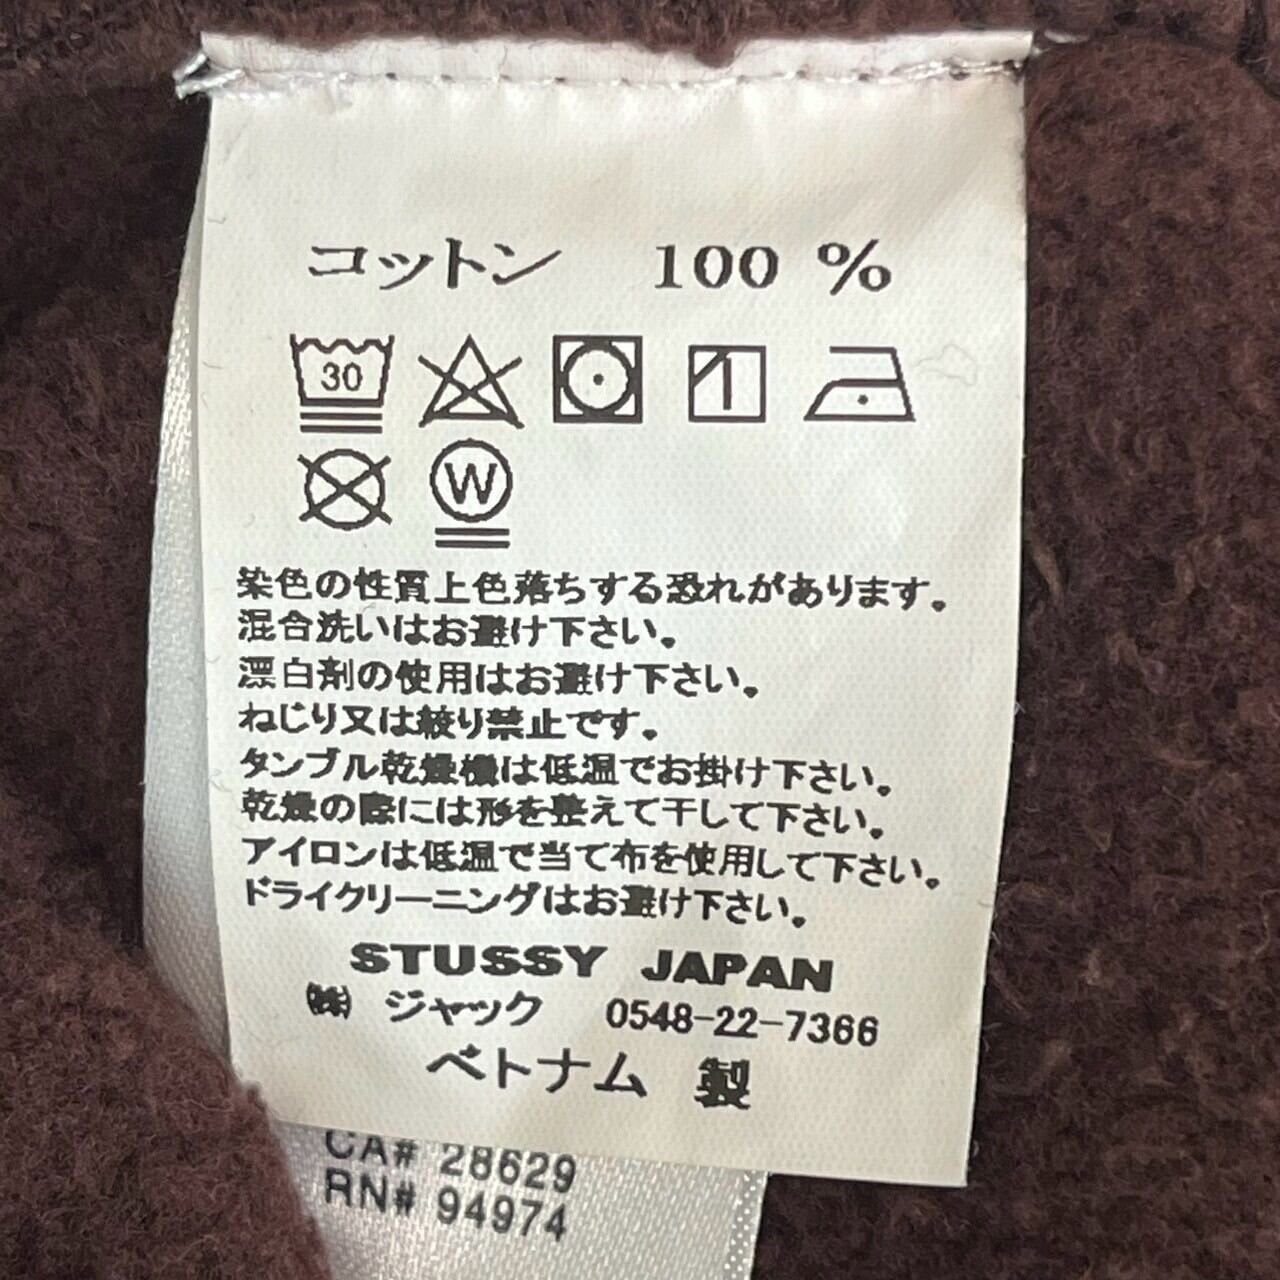 コットン 100 %
30
1
W
染色の性質上色落ちする恐れがあります。
混合洗いはお避け下さい。
漂白剤の使用はお避け下さい。
ねじり又は絞り禁止です。
タンブル乾燥機は低温でお掛け下さい。
乾燥の際には形を整えて干して下さい。
アイロンは低温で当て布を使用して下さい。
ドライクリーニングはお避け下さい。
STUSSY JAPAN
㈱ ジャック 0548-22-7366
ベトナム 製
CA# 28629
RN# 94974